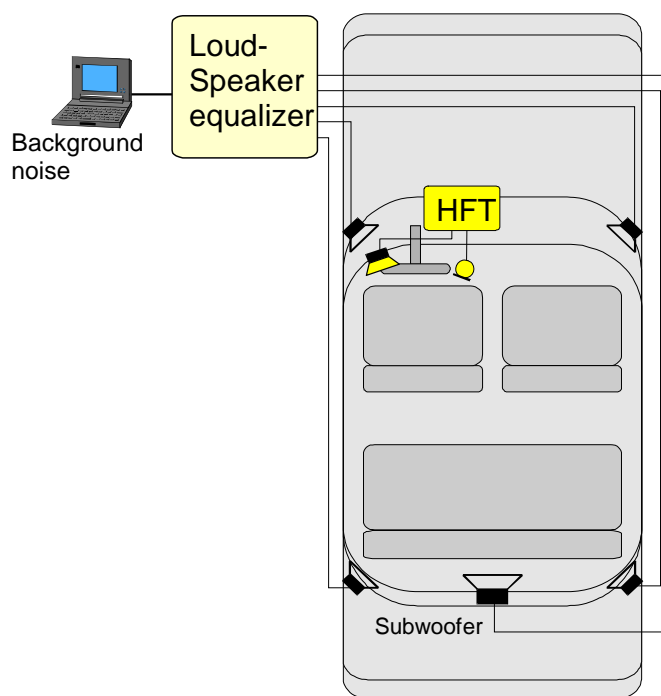 Loud-
Speaker
equalizer
Background
noise
HFT
Subwoofer